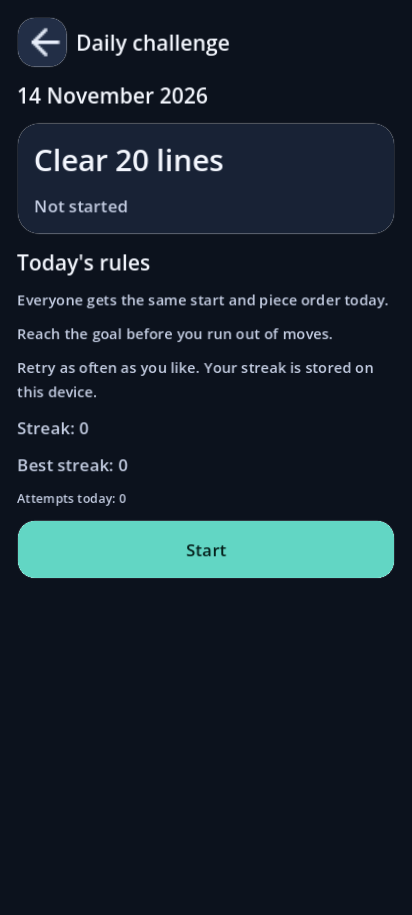 Daily challenge
14 November 2026
Clear 20 lines
Not started
Today's rules
Everyone gets the same start and piece order today.
Reach the goal before you run out of moves.
Retry as often as you like. Your streak is stored on
this device.
Streak: 0
Best streak: 0
Attempts today: 0
Start